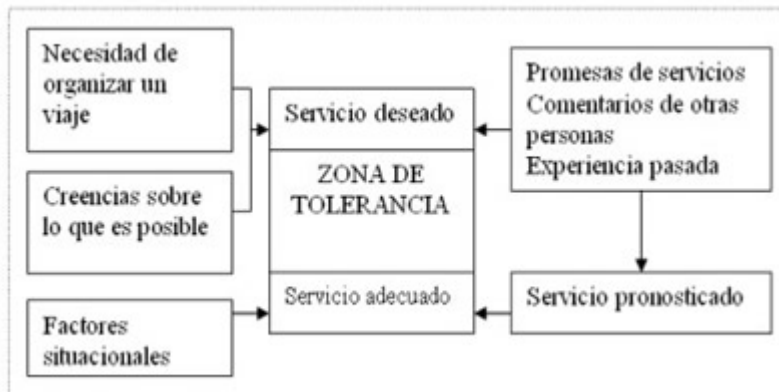 Necesidad de
organizar un
viaje
Creencias sobre
lo que es posible
Factores
situacionales
Servicio deseado
ZONA DE
TOLERANCIA
Servicio adecuado
Promesas de servicios
Comentarios de otras
personas
Experiencia pasada
Servicio pronosticado